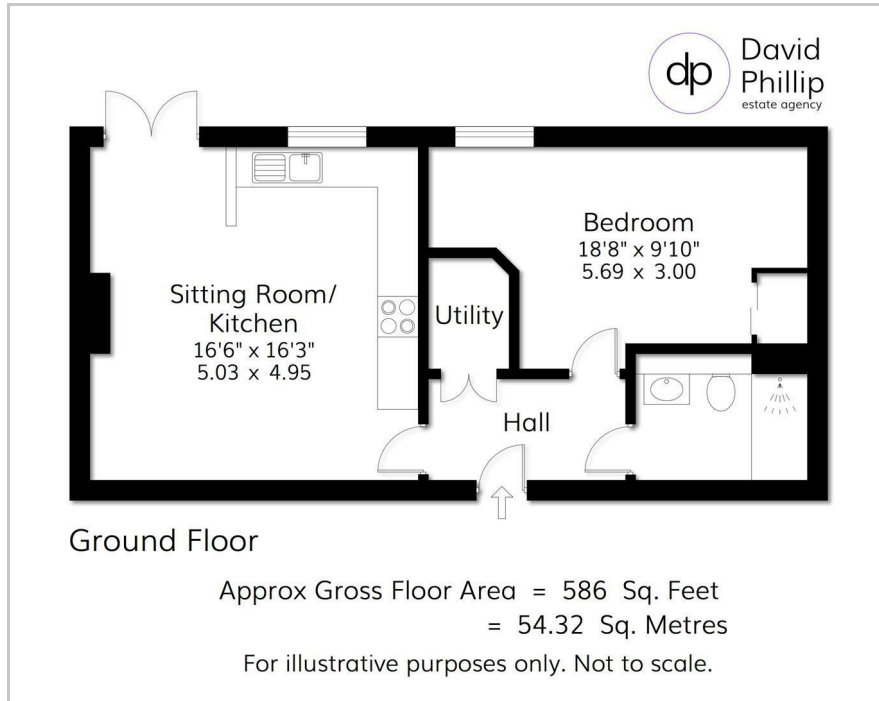 dp
David
Phillip
estate agency
Bedroom
18'8" x 9'10"
5.69 x 3.00
Sitting Room/
Kitchen
16'6" x 16'3"
5.03 x 4.95
Utility
Hall
Ground Floor
Approx Gross Floor Area = 586 Sq. Feet
= 54.32 Sq. Metres
For illustrative purposes only. Not to scale.